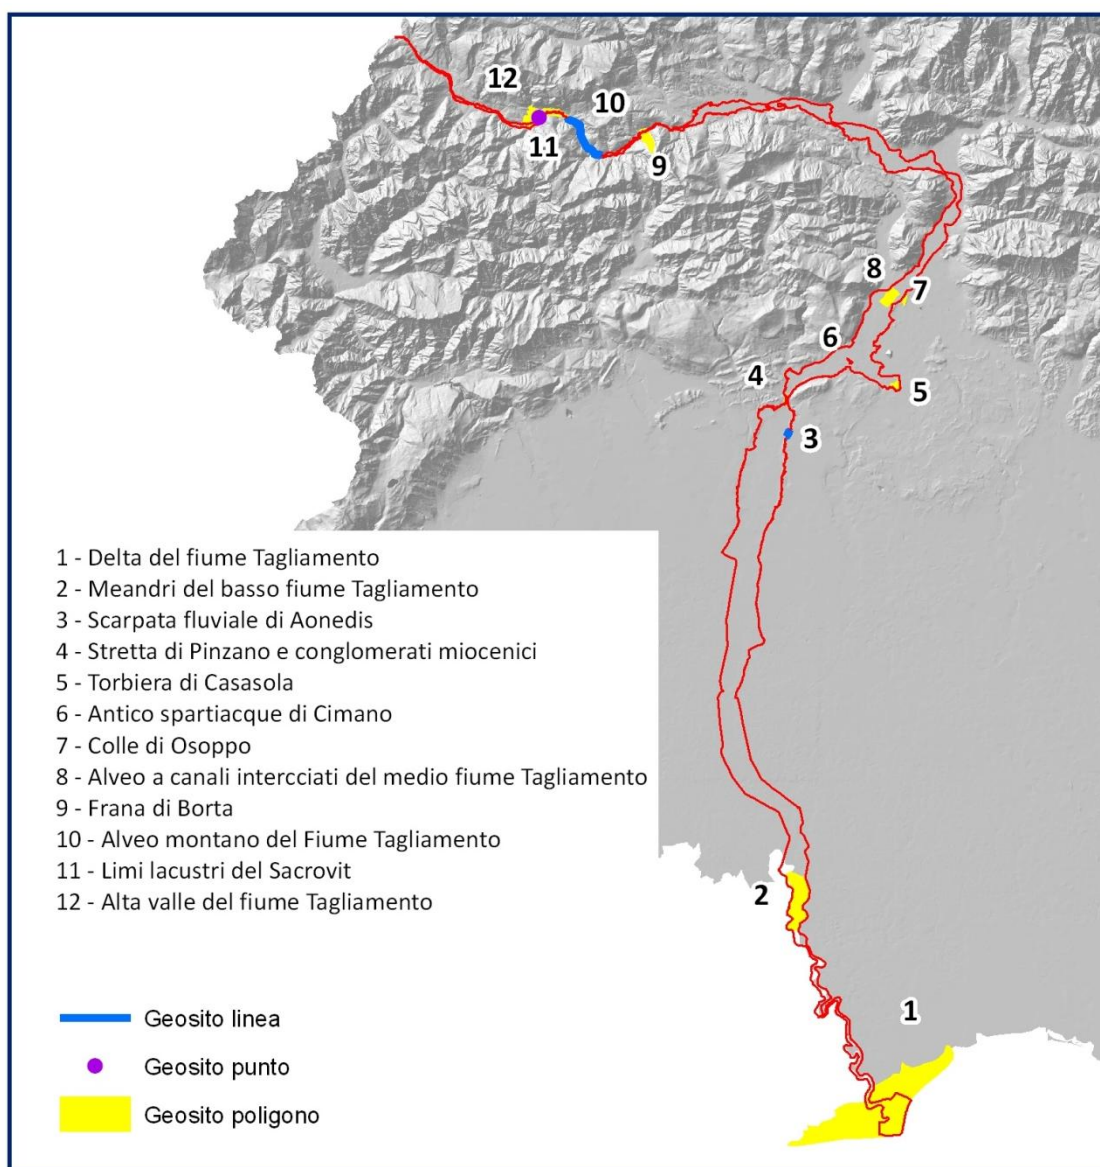 12
10
11
9
8
7
6
4
5
3
1 - Delta del fiume Tagliamento
2 - Meandri del basso fiume Tagliamento
3 - Scarpata fluviale di Aonedis
4 - Stretta di Pinzano e conglomerati miocenici
5 - Torbiera di Casasola
6 - Antico spartiacque di Cimano
7 - Colle di Osoppo
8 - Alveo a canali intercciati del medio fiume Tagliamento
9 - Frana di Borta
10 - Alveo montano del Fiume Tagliamento
11 - Limi lacustri del Sacrovit
12 - Alta valle del fiume Tagliamento
2
1
Geosito linea
Geosito punto
Geosito poligono